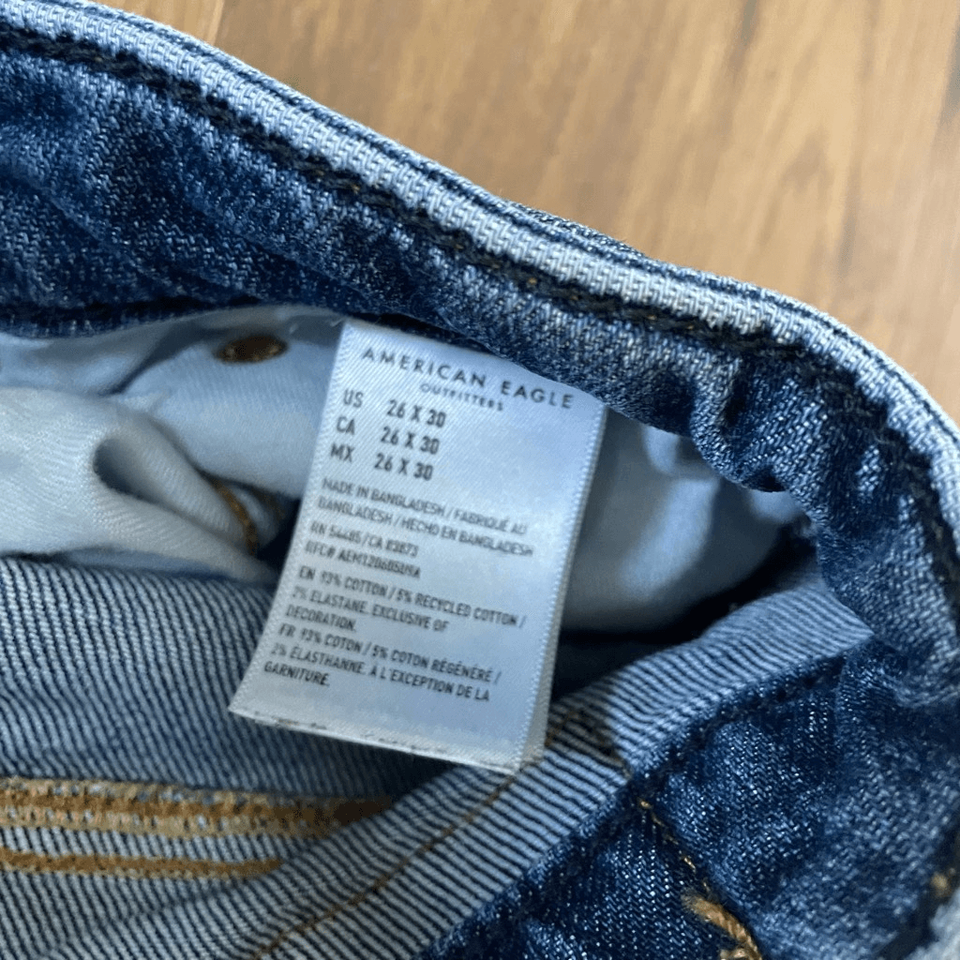 AMERICAN EAGLE
OUTFITTERS
US 26 X 30
CA 26 X 30
MX 26 X 30
MADE IN BANGLADESH / FABRIQUÉ AU
BANGLADESH / HECHO EN BANGLADESH
RN 54485/CA 03823
RFC# AEM120605U9A
EN 93% COTTON / 5% RECYCLED COTTON /
2% ELASTANE. EXCLUSIVE OF
DECORATION.
FR 93% COTON / 5% COTON RÉGÉNÉRÉ /
2% ÉLASTHANNE. À L'EXCEPTION DE LA
GARNITURE.